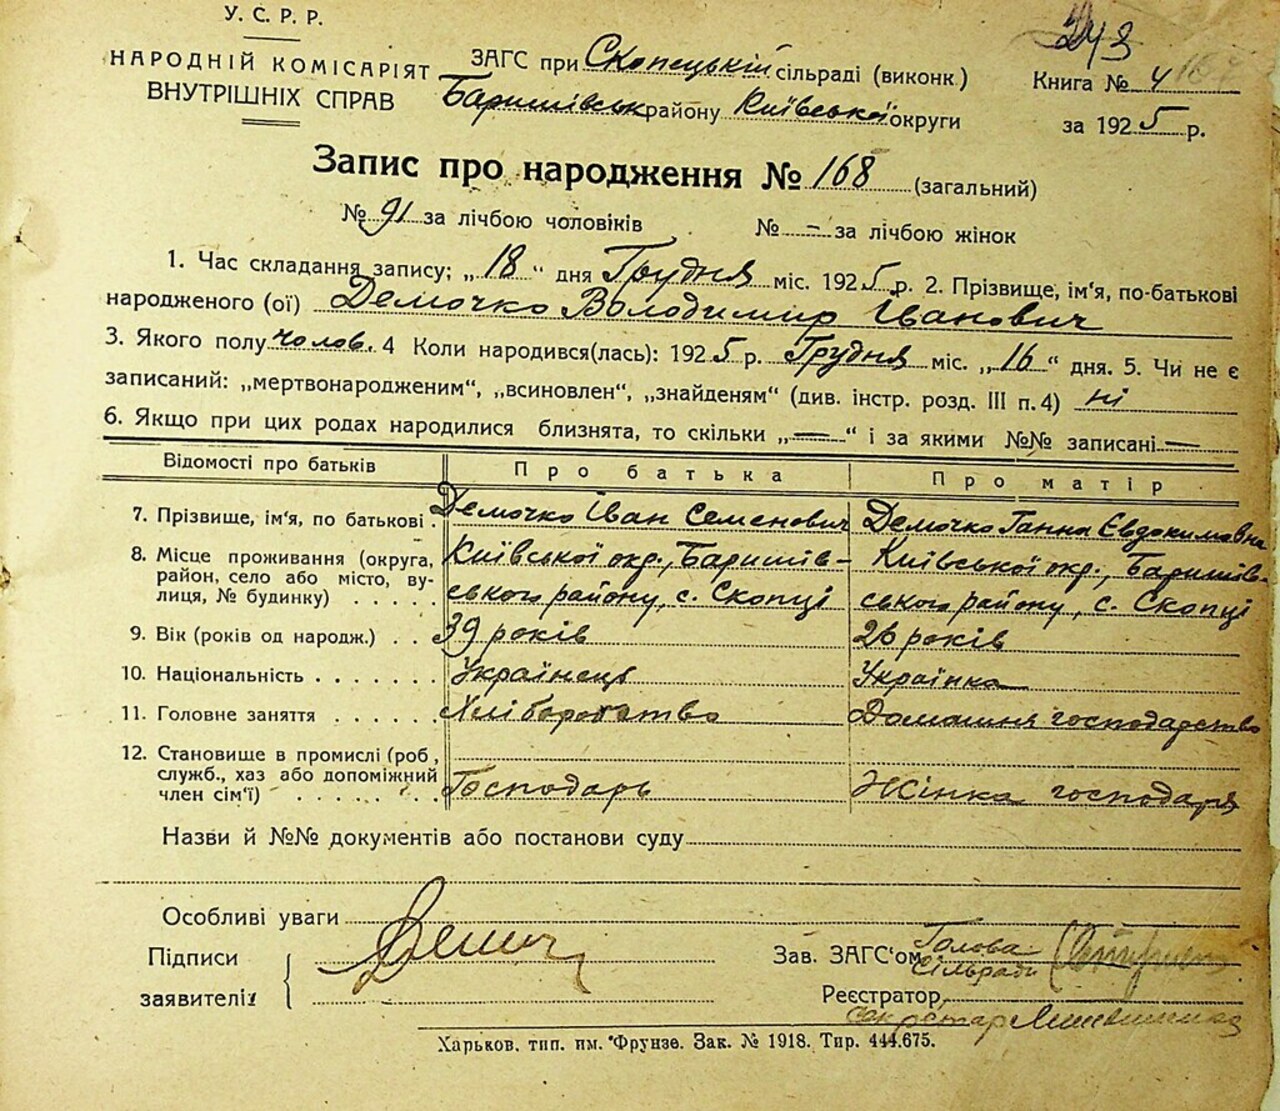 У. С. Р. Р.
243
НАРОДНІЙ КОМІСАРІЯТ
ВНУТРІШНІХ СПРАВ
ЗАГС при Скопецькій сільраді (виконк.)
Баришівськ району Київської округи
Книга № 4
за 1925 р.
Запис про народження № 168 (загальний)
№ 91 за лічбою чоловіків № – за лічбою жінок
1. Час складання запису; „18“ дня Грудня міс. 1925 р. 2. Прізвище, ім'я, по-батькові
народженого (ої) Демочко Володимир Іванович
3. Якого полу чолов. 4 Коли народився(лась): 1925 р. Грудня міс. „16“ дня. 5. Чи не є
записаний: „мертвонародженим“, „всиновлен“, „знайденям“ (див. інстр. розд. III п. 4) ні
6. Якщо при цих родах народилися близнята, то скільки „—“ і за якими №№ записані —
Відомості про батьків Про батька Про матір
7. Прізвище, ім'я, по батькові . Демочко Іван Семенович Демочко Ганна Євдокимовна
8. Місце проживання (округа, Київської окр., Баришів- Київської окр., Баришів-
район, село або місто, ву-
лиця, № будинку) . . . . . ського району, с. Скопці ського району, с. Скопці
9. Вік (років од народж.) . . 39 років 26 років
10. Національність . . . . . . . Українець Українка
11. Головне заняття . . . . . . Хліборобство Домашнє господарство
12. Становище в промислі (роб,
служб., хаз або допоміжний
член сім'ї) . . . . . . . . Господарь Жінка господаря
Назви й №№ документів або постанови суду
Особливі уваги
Підписи
заявителів
Зав. ЗАГС'ом Голова
Сільради
Реєстратор
секретар
Харьков. тип. им. Фрунзе. Зак. № 1918. Тир. 444.675.